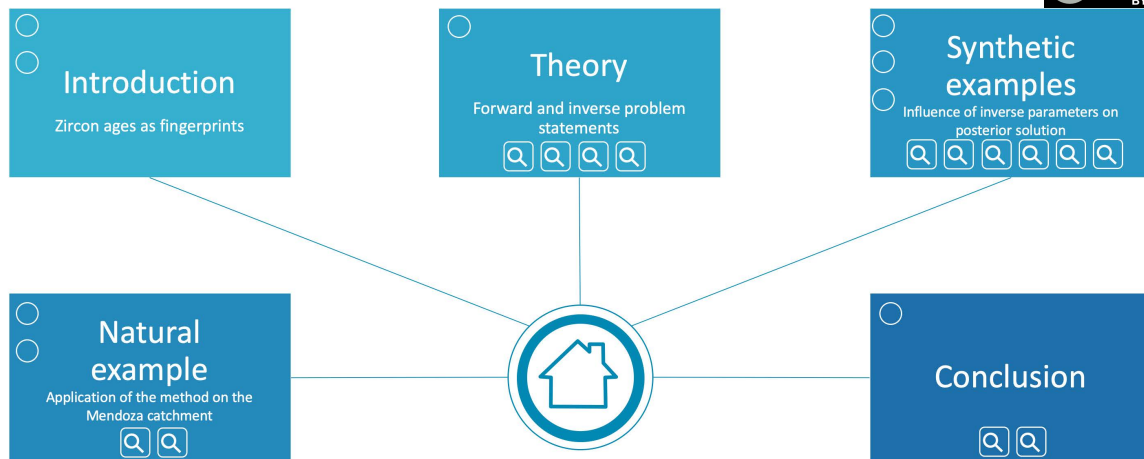 BY
Introduction
Zircon ages as fingerprints
Theory
Forward and inverse problem
statements
Synthetic
examples
Influence of inverse parameters on
posterior solution
Natural
example
Application of the method on the
Mendoza catchment
Conclusion